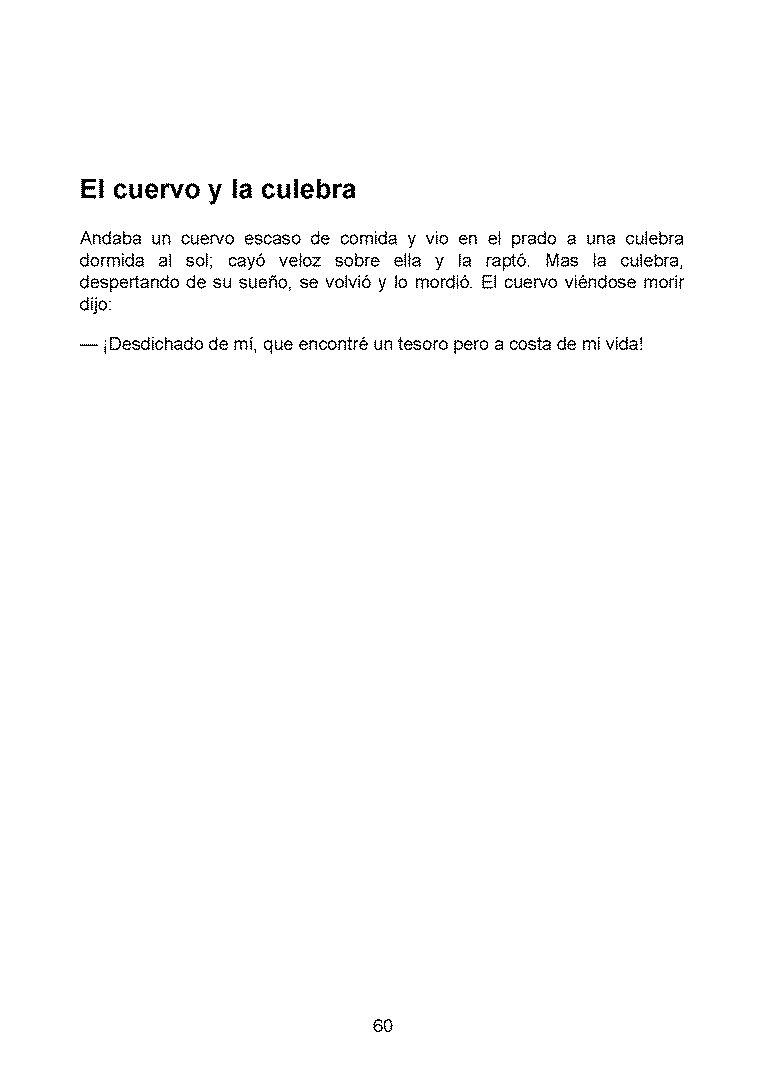 El cuervo y la culebra
Andaba un cuervo escaso de comida y vio en el prado a una culebra
dormida al sol; cayó veloz sobre ella y la raptó. Mas la culebra,
despertando de su sueño, se volvió y lo mordió. El cuervo viéndose morir
dijo:
— ¡Desdichado de mí, que encontré un tesoro pero a costa de mi vida!
60